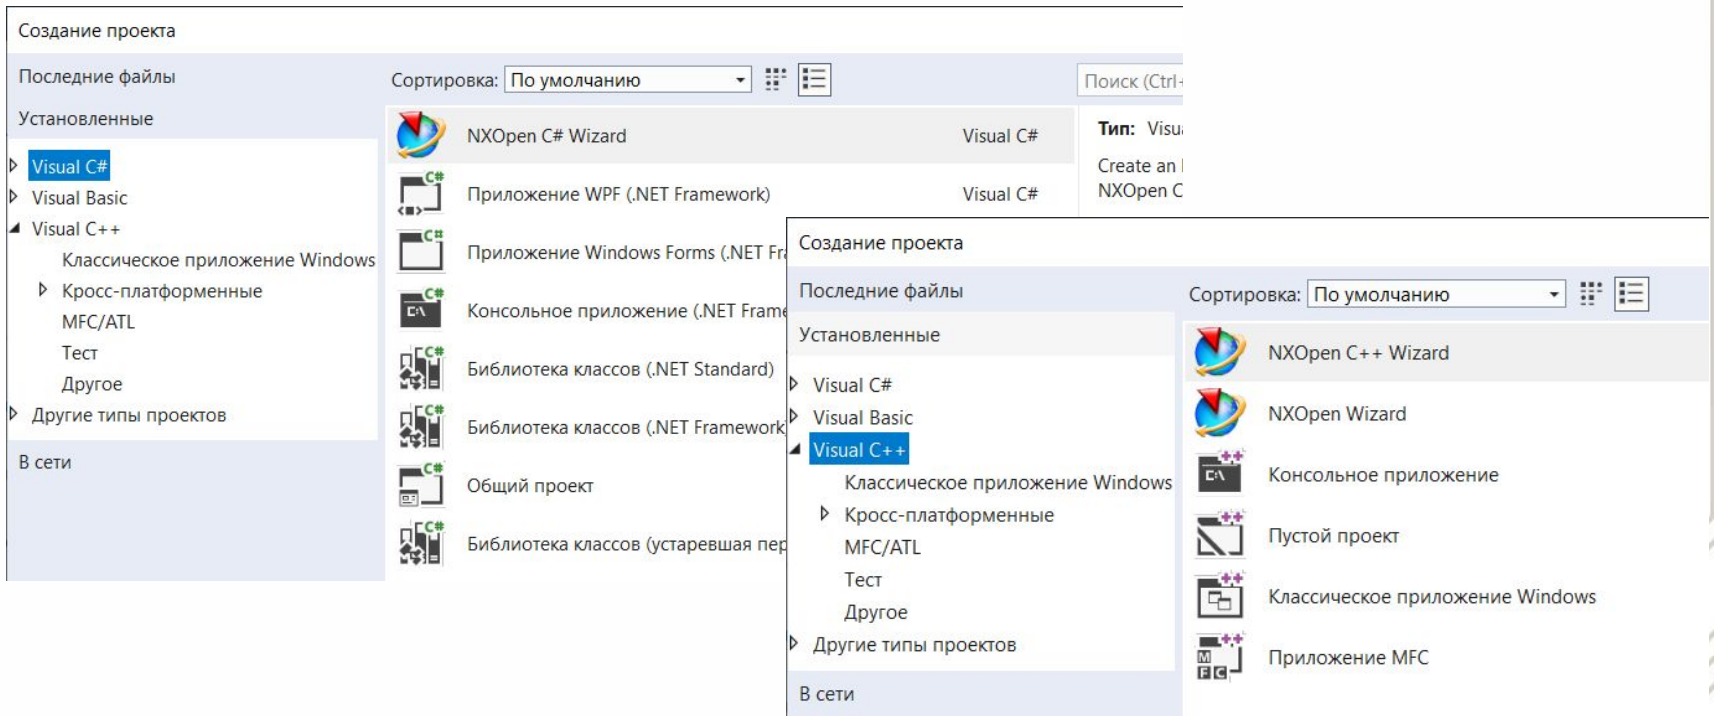 Создание проекта
Последние файлы
Установленные
Visual C#
Visual Basic
Visual C++
Классическое приложение Windows
Кросс-платформенные
MFC/ATL
Тест
Другое
Другие типы проектов
В сети
Сортировка: По умолчанию
Поиск (Ctrl+
NXOpen C# Wizard Visual C#
Приложение WPF (.NET Framework) Visual C#
Приложение Windows Forms (.NET Fr
Консольное приложение (.NET Frame
Библиотека классов (.NET Standard)
Библиотека классов (.NET Framework
Общий проект
Библиотека классов (устаревшая пер
Тип: Visu
Create an
NXOpen C
Создание проекта
Последние файлы
Установленные
Visual C#
Visual Basic
Visual C++
Классическое приложение Windows
Кросс-платформенные
MFC/ATL
Тест
Другое
Другие типы проектов
В сети
Сортировка: По умолчанию
NXOpen C++ Wizard
NXOpen Wizard
Консольное приложение
Пустой проект
Классическое приложение Windows
Приложение MFC